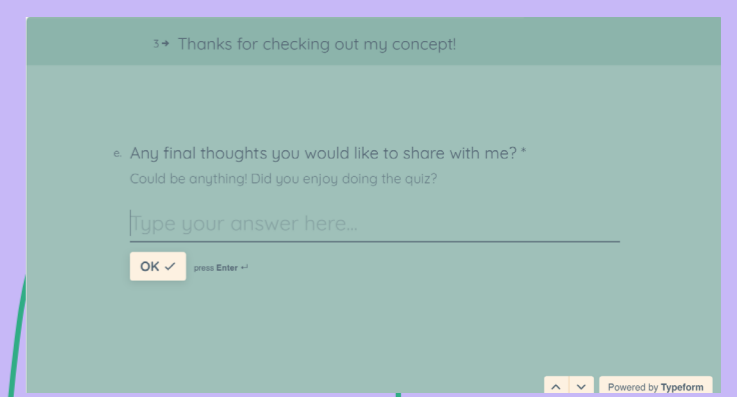 3→ Thanks for checking out my concept!
e. Any final thoughts you would like to share with me? *
Could be anything! Did you enjoy doing the quiz?
Type your answer here...
OK ✓ press Enter ↵
Powered by Typeform